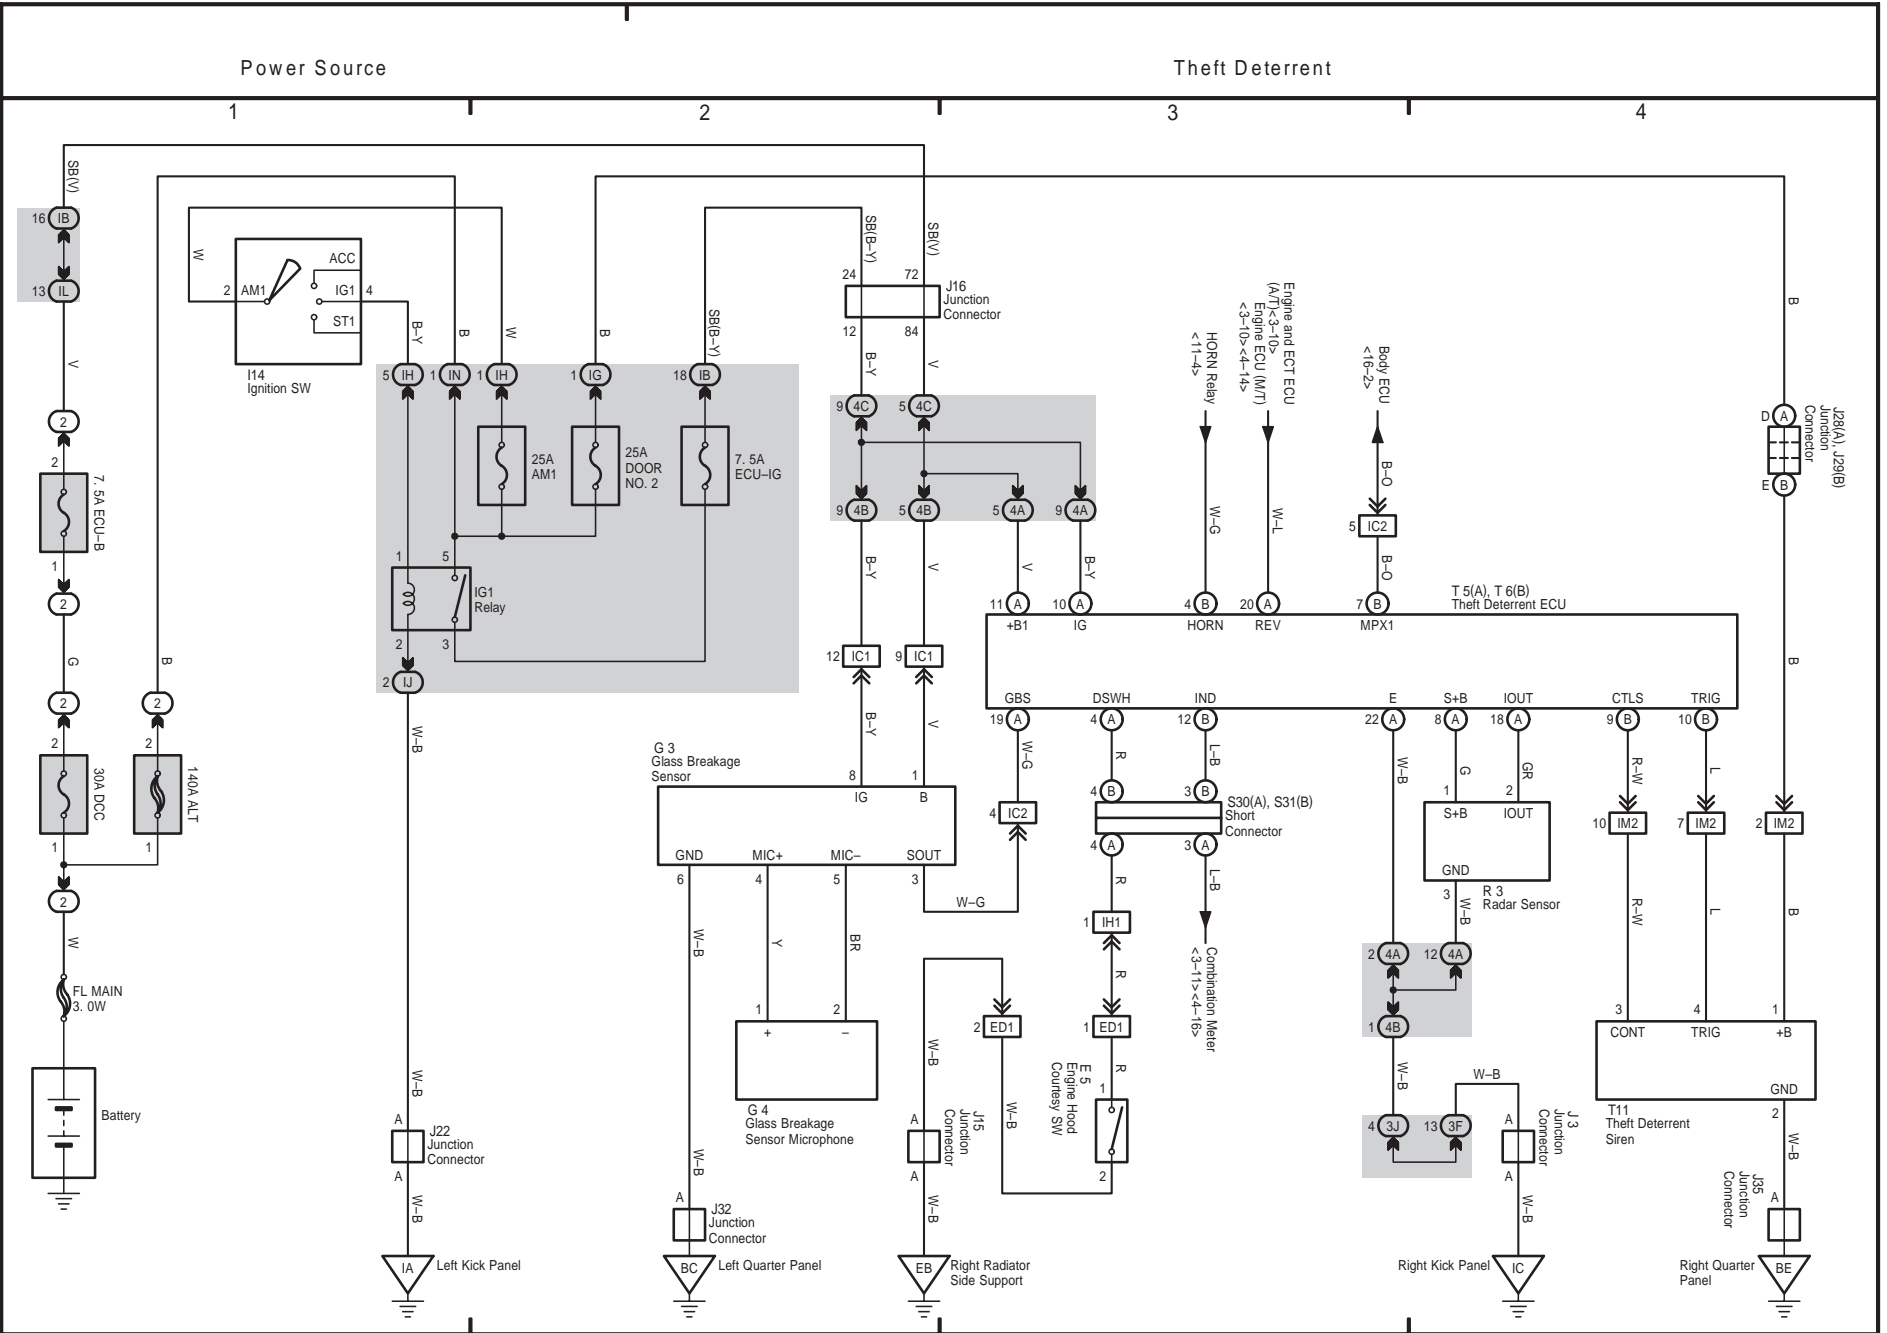 Power Source
Theft Deterrent
1
2
3
4
SB(V)
16 IB
13 IL
V
2
2
7. 5A ECU–B
1
2
G
2
2
30A DCC
1
B
2
2
140A ALT
1
2
W
FL MAIN
3. 0W
Battery
W
2 AM1
ACC
IG1 4
ST1
I14
Ignition SW
B–Y
B
W
B
SB(B–Y)
5 IH
1 IN
1 IH
1 IG
18 IB
25A
AM1
25A
DOOR
NO. 2
7. 5A
ECU–IG
1
5
IG1
Relay
2
3
2 IJ
W–B
W–B
A
J22
Junction
Connector
A
W–B
IA
Left Kick Panel
SB(B–Y)
SB(V)
24
72
J16
Junction
Connector
12
84
B–Y
V
9 4C
5 4C
9 4B
5 4B
5 4A
9 4A
B–Y
V
V
B–Y
12 IC1
9 IC1
B–Y
V
G 3
Glass Breakage
Sensor
8
1
IG
B
GND
MIC+
MIC–
SOUT
6
4
5
3
W–G
W–B
Y
BR
1
2
+
–
G 4
Glass Breakage
Sensor Microphone
W–B
A
J32
Junction
Connector
BC
Left Quarter Panel
HORN Relay
<11–4>
Engine and ECT ECU
(A/T)<3–10>
Engine ECU (M/T)
<3–10><4–14>
Body ECU
<16–2>
W–G
W–L
B–O
5 IC2
B–O
T 5(A), T 6(B)
Theft Deterrent ECU
11 A
10 A
4 B
20 A
7 B
+B1
IG
HORN
REV
MPX1
GBS
DSWH
IND
E
S+B
IOUT
CTLS
TRIG
19 A
4 A
12 B
22 A
8 A
18 A
9 B
10 B
W–G
4 IC2
R
L–B
4 B
3 B
S30(A), S31(B)
Short
Connector
4 A
3 A
R
L–B
1 IH1
R
Combination Meter
<3–11><4–16>
2 ED1
1 ED1
R
1
E 5
Engine Hood
Courtesy SW
2
W–B
W–B
A
J15
Junction
Connector
A
W–B
EB
Right Radiator
Side Support
W–B
G
GR
1
2
S+B
IOUT
GND
3
R 3
Radar Sensor
W–B
2 4A
12 4A
1 4B
W–B
W–B
4 3J
13 3F
A
J 3
Junction
Connector
A
W–B
Right Kick Panel
IC
R–W
L
10 IM2
7 IM2
2 IM2
R–W
L
B
B
D A
J28(A), J29(B)
Junction
Connector
E B
B
3
4
1
CONT
TRIG
+B
GND
T11
Theft Deterrent
Siren
2
W–B
J35
Junction
Connector
A
Right Quarter
Panel
BE